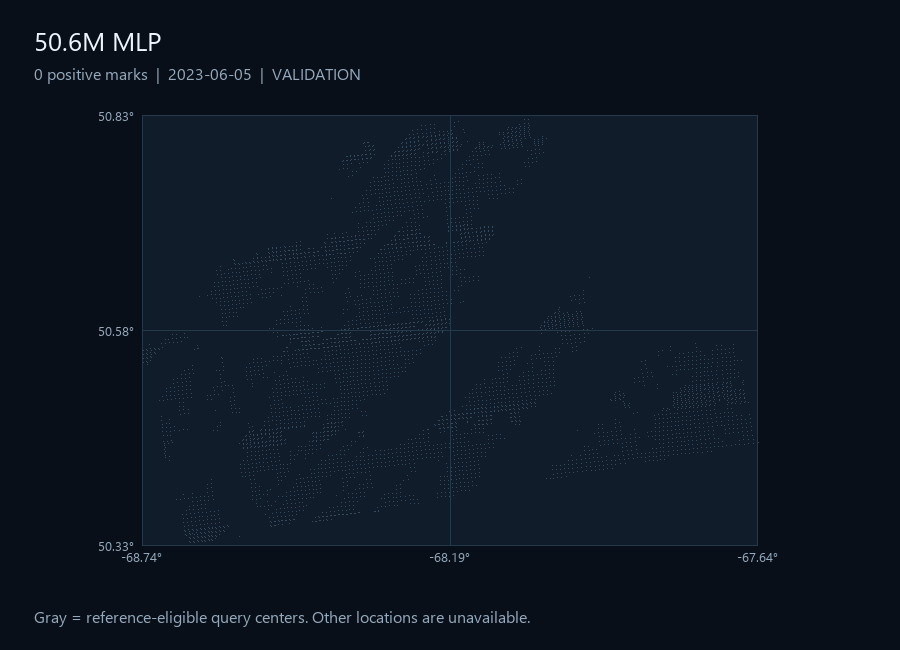 50.6M MLP
0 positive marks | 2023-06-05 | VALIDATION
50.83°
50.58°
50.33°
-68.74°
-68.19°
-67.64°
Gray = reference-eligible query centers. Other locations are unavailable.